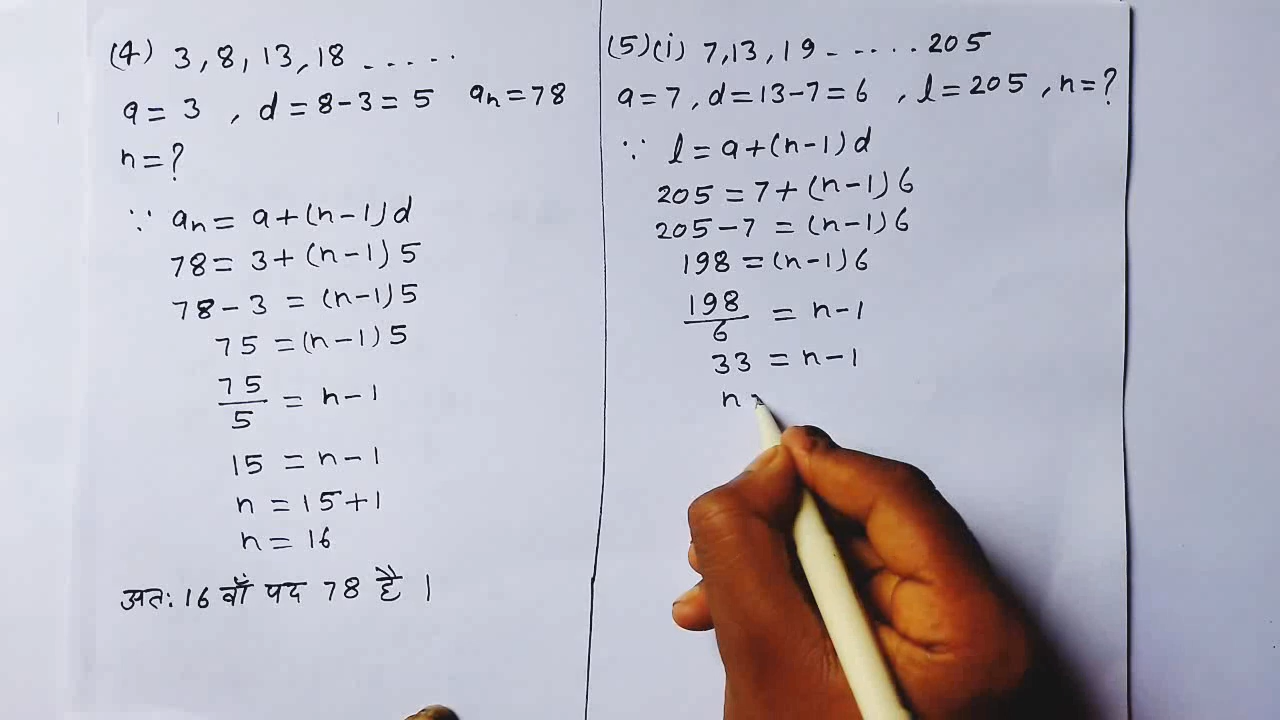 (4) 3, 8, 13, 18 - - - - -
a = 3 , d = 8-3 = 5 an = 78
n = ?
∵ an = a+(n-1)d
78 = 3+(n-1)5
78-3 = (n-1)5
75 = (n-1)5
75/5 = n-1
15 = n-1
n = 15+1
n = 16
अतः 16 वाँ पद 78 है ।
(5)(i) 7, 13, 19 - - - - - 205
a = 7, d = 13-7 = 6 , l = 205 , n = ?
∵ l = a+(n-1)d
205 = 7+(n-1)6
205-7 = (n-1)6
198 = (n-1)6
198/6 = n-1
33 = n-1
n